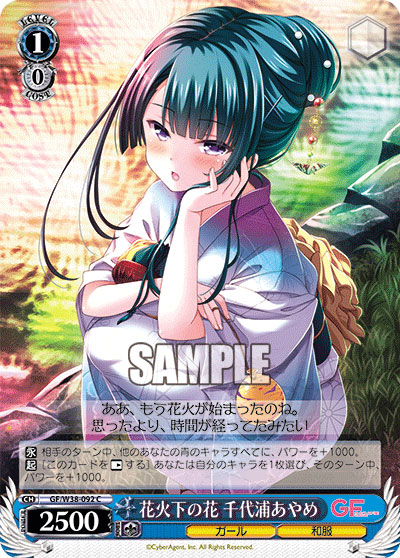 LEVEL
1
0
COST
SAMPLE
ああ、もう花火が始まったのね。
思ったより、時間が経ってたみたい
永 相手のターン中、他のあなたの青のキャラすべてに、パワーを+1000。
起 [このカードを レスト する] あなたは自分のキャラを1枚選び、そのターン中、
パワーを+1000。
CH GF/W38-092 C
2500
花火下の花 千代浦あやめ
GF
ガール 和服
©CyberAgent, Inc. All Rights Reserved.